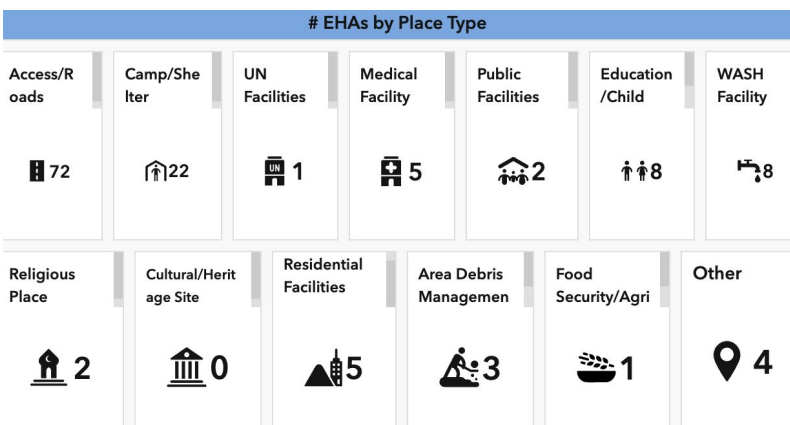 # EHAs by Place Type
Access/R
oads
72
Camp/She
lter
22
UN
Facilities
UN
1
Medical
Facility
5
Public
Facilities
2
Education
/Child
8
WASH
Facility
8
Religious
Place
2
Cultural/Herit
age Site
0
Residential
Facilities
5
Area Debris
Managemen
3
Food
Security/Agri
1
Other
4